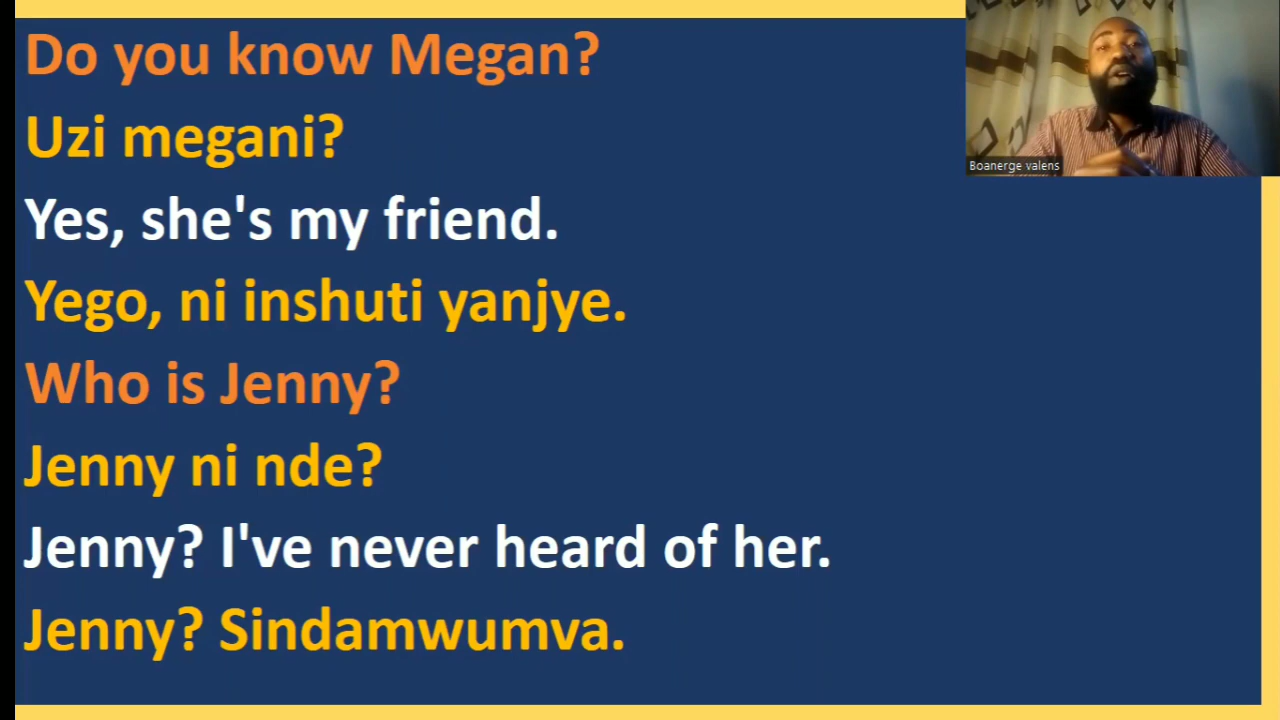 Do you know Megan?
Uzi megani?
Yes, she's my friend.
Yego, ni inshuti yanjye.
Who is Jenny?
Jenny ni nde?
Jenny? I've never heard of her.
Jenny? Sindamwumva.
Boanerge valens